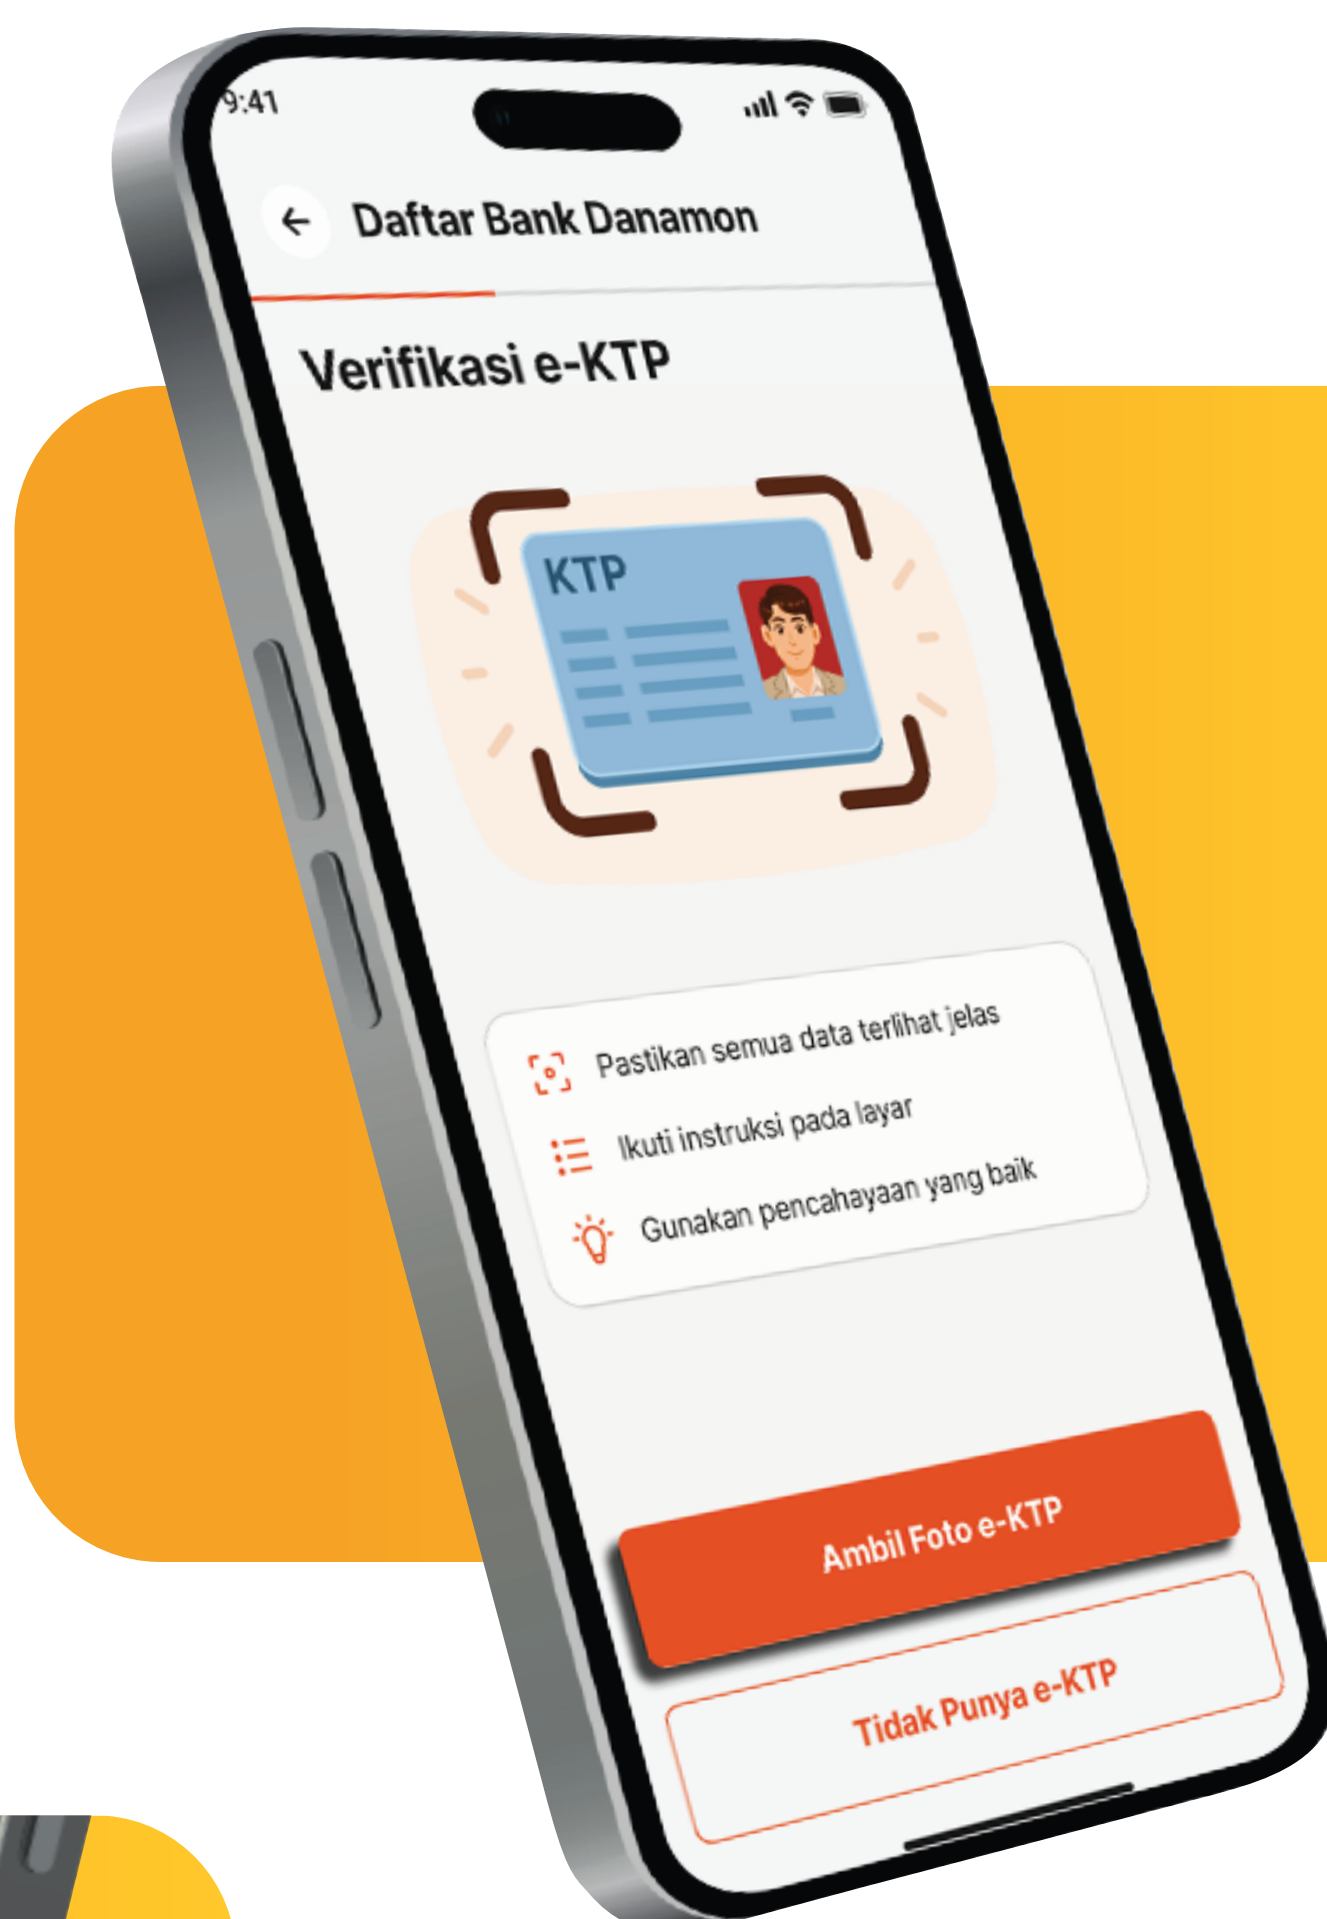 9:41
Daftar Bank Danamon
Verifikasi e-KTP
KTP
Pastikan semua data terlihat jelas
Ikuti instruksi pada layar
Gunakan pencahayaan yang baik
Ambil Foto e-KTP
Tidak Punya e-KTP